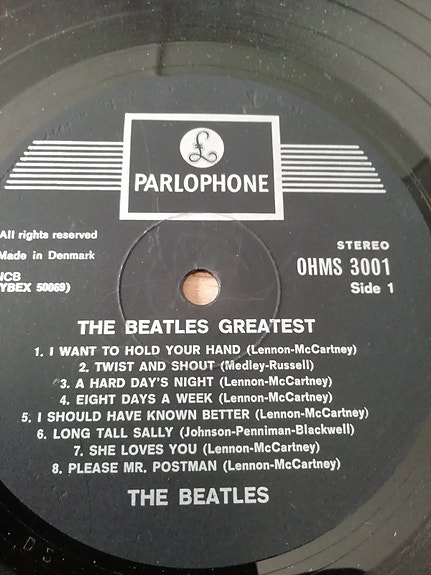 £
PARLOPHONE
All rights reserved
Made in Denmark
NCB
YBEX 50069)
STEREO
OHMS 3001
Side 1
THE BEATLES GREATEST
1. I WANT TO HOLD YOUR HAND (Lennon-McCartney)
2. TWIST AND SHOUT (Medley-Russell)
3. A HARD DAY'S NIGHT (Lennon-McCartney)
4. EIGHT DAYS A WEEK (Lennon-McCartney)
5. I SHOULD HAVE KNOWN BETTER (Lennon-McCartney)
6. LONG TALL SALLY (Johnson-Penniman-Blackwell)
7. SHE LOVES YOU (Lennon-McCartney)
8. PLEASE MR. POSTMAN (Lennon-McCartney)
THE BEATLES